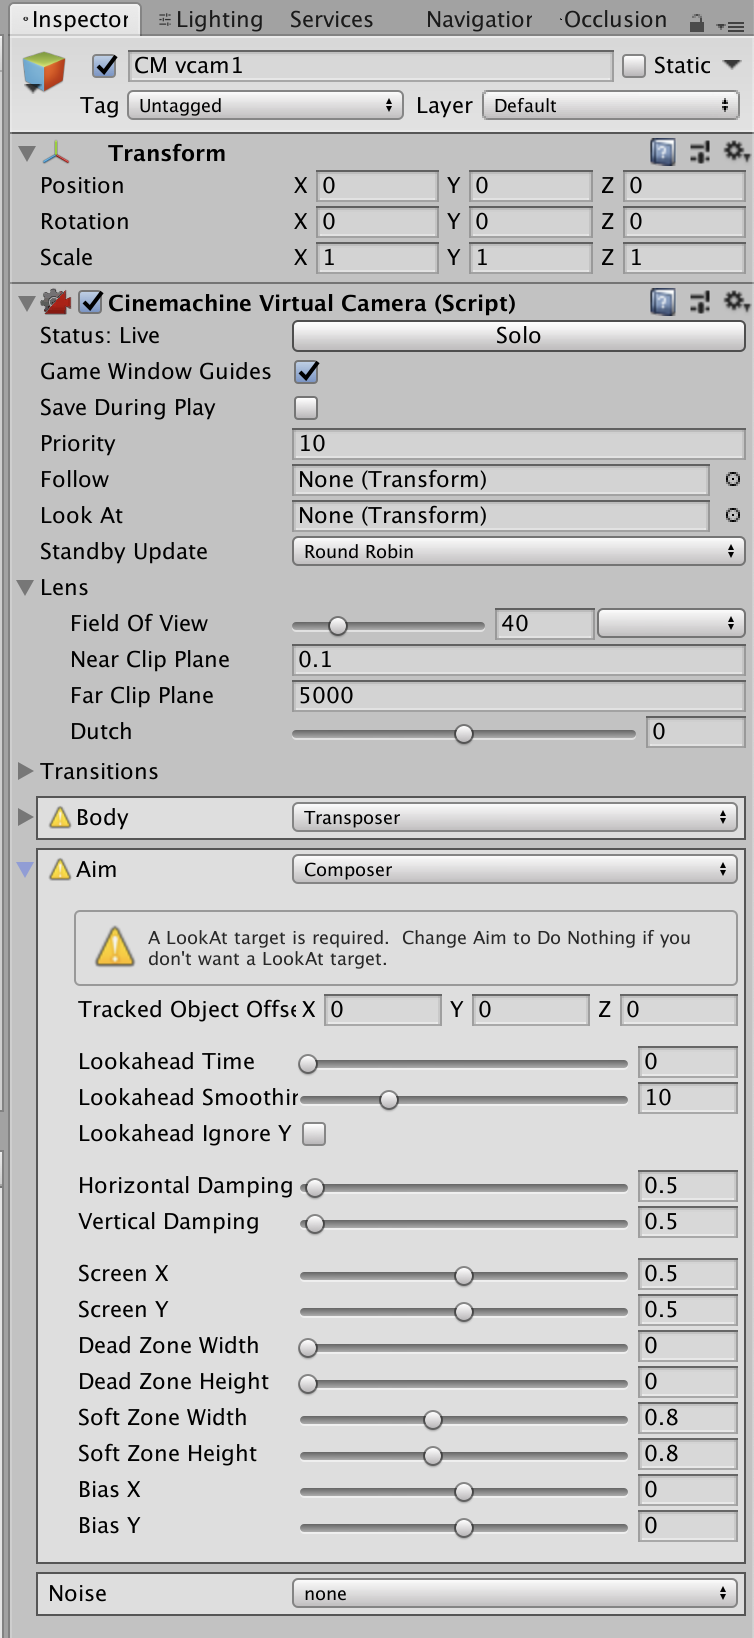 Inspector Lighting Services Navigation Occlusion
CM vcam1 Static
Tag Untagged Layer Default
Transform
Position X 0 Y 0 Z 0
Rotation X 0 Y 0 Z 0
Scale X 1 Y 1 Z 1
Cinemachine Virtual Camera (Script)
Status: Live Solo
Game Window Guides
Save During Play
Priority 10
Follow None (Transform)
Look At None (Transform)
Standby Update Round Robin
Lens
Field Of View 40
Near Clip Plane 0.1
Far Clip Plane 5000
Dutch 0
Transitions
Body Transposer
Aim Composer
A LookAt target is required. Change Aim to Do Nothing if you
don't want a LookAt target.
Tracked Object Offse X 0 Y 0 Z 0
Lookahead Time 0
Lookahead Smoothin 10
Lookahead Ignore Y
Horizontal Damping 0.5
Vertical Damping 0.5
Screen X 0.5
Screen Y 0.5
Dead Zone Width 0
Dead Zone Height 0
Soft Zone Width 0.8
Soft Zone Height 0.8
Bias X 0
Bias Y 0
Noise none